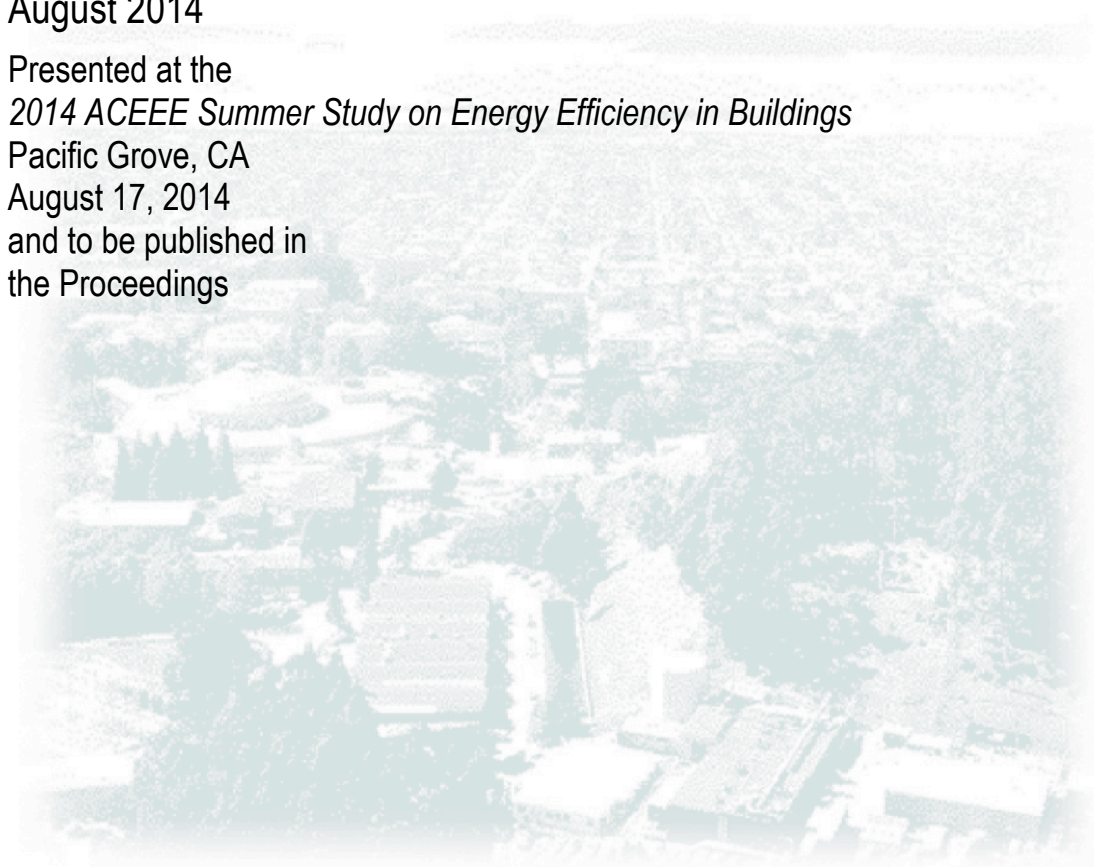 August 2014
Presented at the
2014 ACEEE Summer Study on Energy Efficiency in Buildings
Pacific Grove, CA
August 17, 2014
and to be published in
the Proceedings